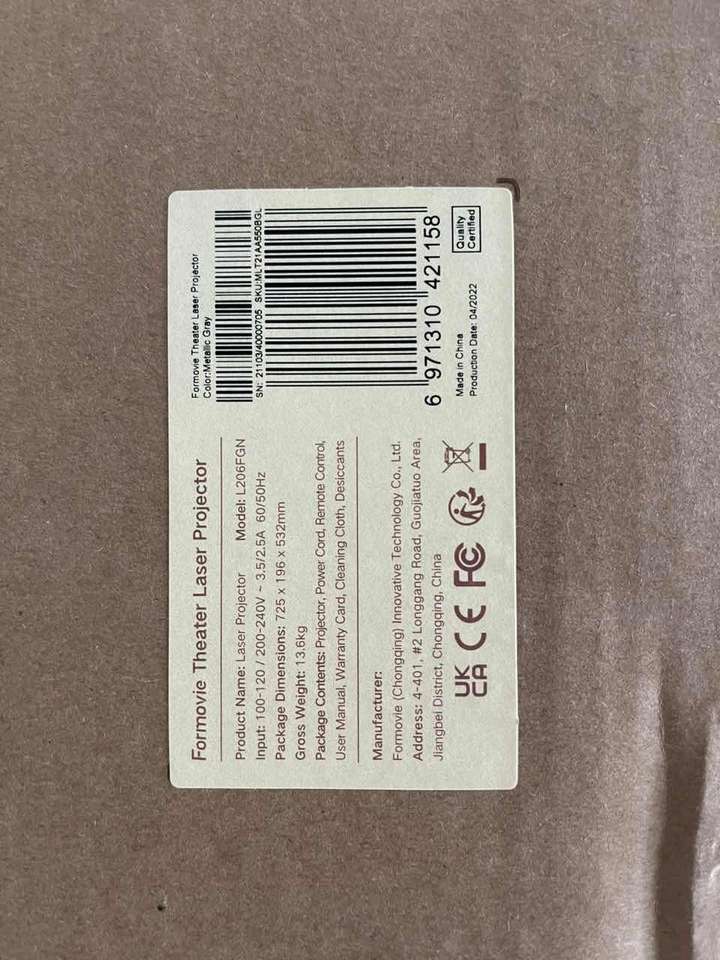 Formovie Theater Laser Projector
Product Name: Laser Projector Model: L206FGN
Input: 100-120 / 200-240V ~ 3.5/2.5A 60/50Hz
Package Dimensions: 725 x 196 x 532mm
Gross Weight: 13.6kg
Package Contents: Projector, Power Cord, Remote Control,
User Manual, Warranty Card, Cleaning Cloth, Desiccants
Manufacturer:
Formovie (Chongqing) Innovative Technology Co., Ltd.
Address: 4-401, #2 Longgang Road, Guojiatuo Area,
Jiangbei District, Chongqing, China
UK
CA CE FC
Formovie Theater Laser Projector
Color:Metallic Gray
SN: 21103/40000705 SKU:MLT21AA550BGL
6 971310 421158
Made in China
Production Date: 04/2022
Quality
Certified